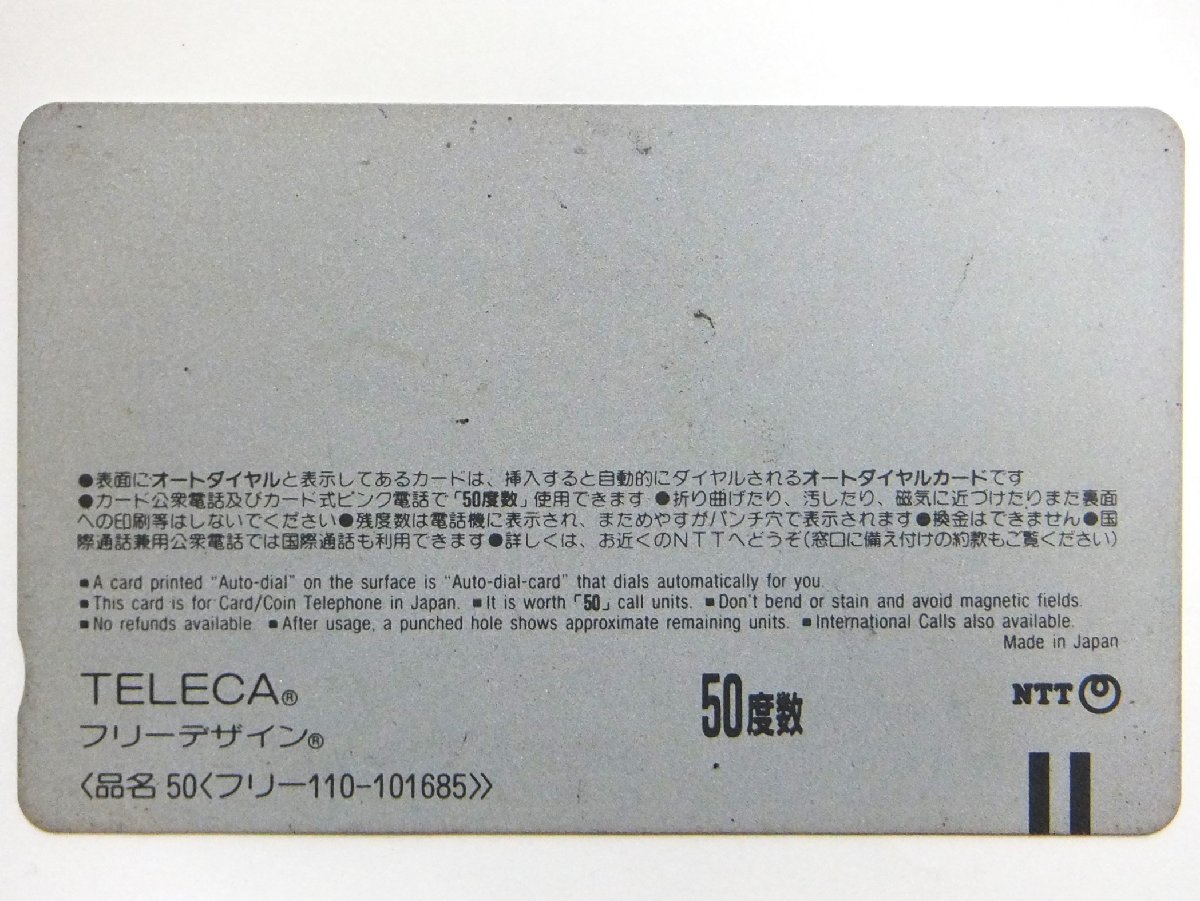 ●表面にオートダイヤルと表示してあるカードは、挿入すると自動的にダイヤルされるオートダイヤルカードです
●カード公衆電話及びカード式ピンク電話で「50度数」使用できます ●折り曲げたり、汚したり、磁気に近づけたりまた裏面
への印刷等はしないでください●残度数は電話機に表示され、まためやすがパンチ穴で表示されます●換金はできません●国
際通話兼用公衆電話では国際通話も利用できます●詳しくは、お近くのNTTへどうぞ(窓口に備え付けの約款もご覧ください)
■A card printed "Auto-dial" on the surface is "Auto-dial-card" that dials automatically for you.
■This card is for Card/Coin Telephone in Japan. ■It is worth「50」call units. ■Don't bend or stain and avoid magnetic fields.
■No refunds available ■After usage, a punched hole shows approximate remaining units. ■International Calls also available.
Made in Japan
TELECA®
フリーデザイン®
〈品名 50〈フリー110-101685〉〉
50度数
NTT